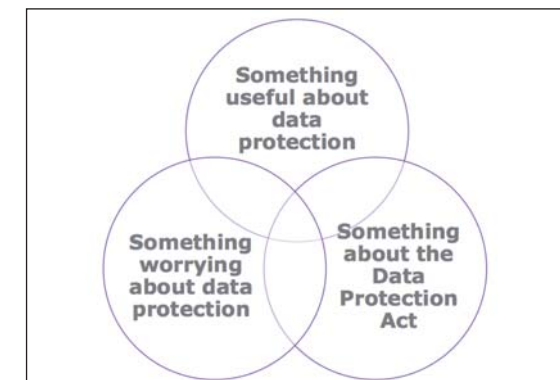 Something
useful about
data
protection
Something
worrying
about data
protection
Something
about the
Data
Protection
Act